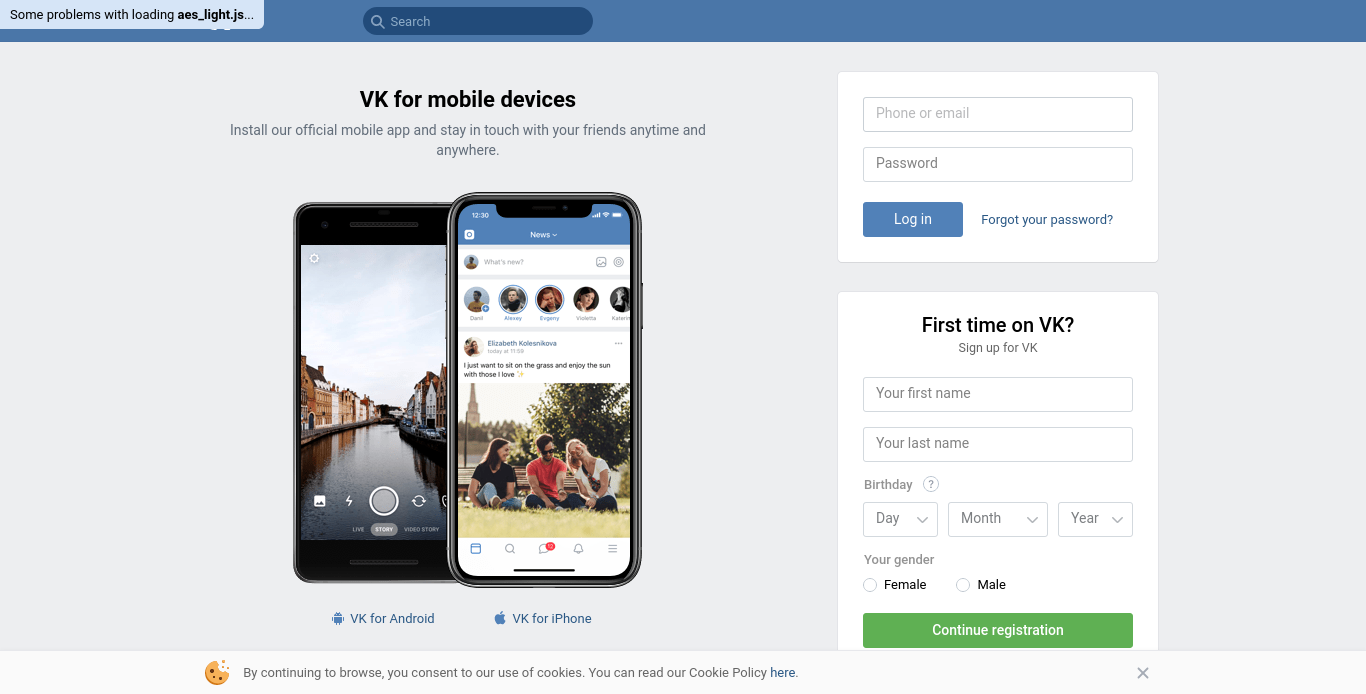 Some problems with loading aes_light.js...
Search
VK for mobile devices
Install our official mobile app and stay in touch with your friends anytime and
anywhere.
12:30
News
What's new?
Danil
Alexey
Evgeny
Violetta
Elizabeth Kolesnikova
today at 11:59
I just want to sit on the grass and enjoy the sun
with those I love
LIVE
STORY
VIDEO STORY
VK for Android
VK for iPhone
Phone or email
Password
Log in
Forgot your password?
First time on VK?
Sign up for VK
Your first name
Your last name
Birthday ?
Day
Month
Year
Your gender
Female
Male
Continue registration
By continuing to browse, you consent to our use of cookies. You can read our Cookie Policy here.